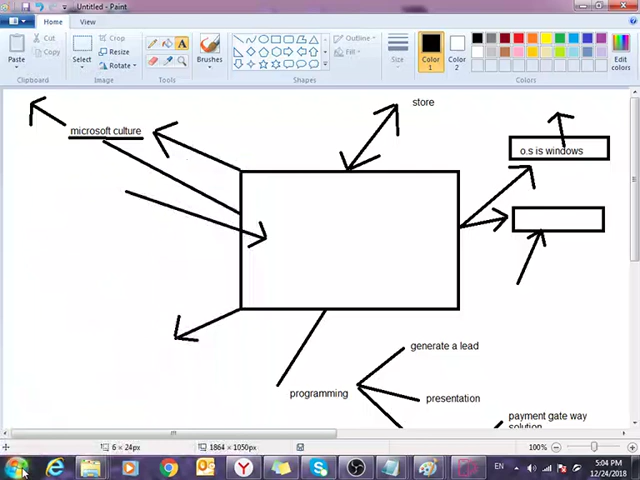 Untitled - Paint
Home
View
Paste
Cut
Copy
Clipboard
Select
Crop
Resize
Rotate
Image
Tools
Brushes
Shapes
Outline
Fill
Color 1
Color 2
Edit colors
Colors
store
microsoft culture
o.s is windows
generate a lead
programming
presentation
payment gate way
solution
6 × 24px
1864 × 1050px
100%
EN
5:04 PM
12/24/2018